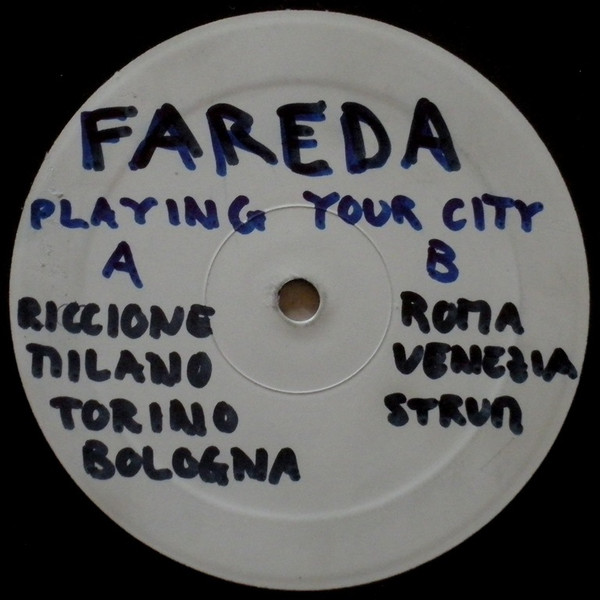 FAREDA
PLAYING YOUR CITY
A
RICCIONE
MILANO
TORINO
BOLOGNA
B
ROMA
VENEZIA
STRUM